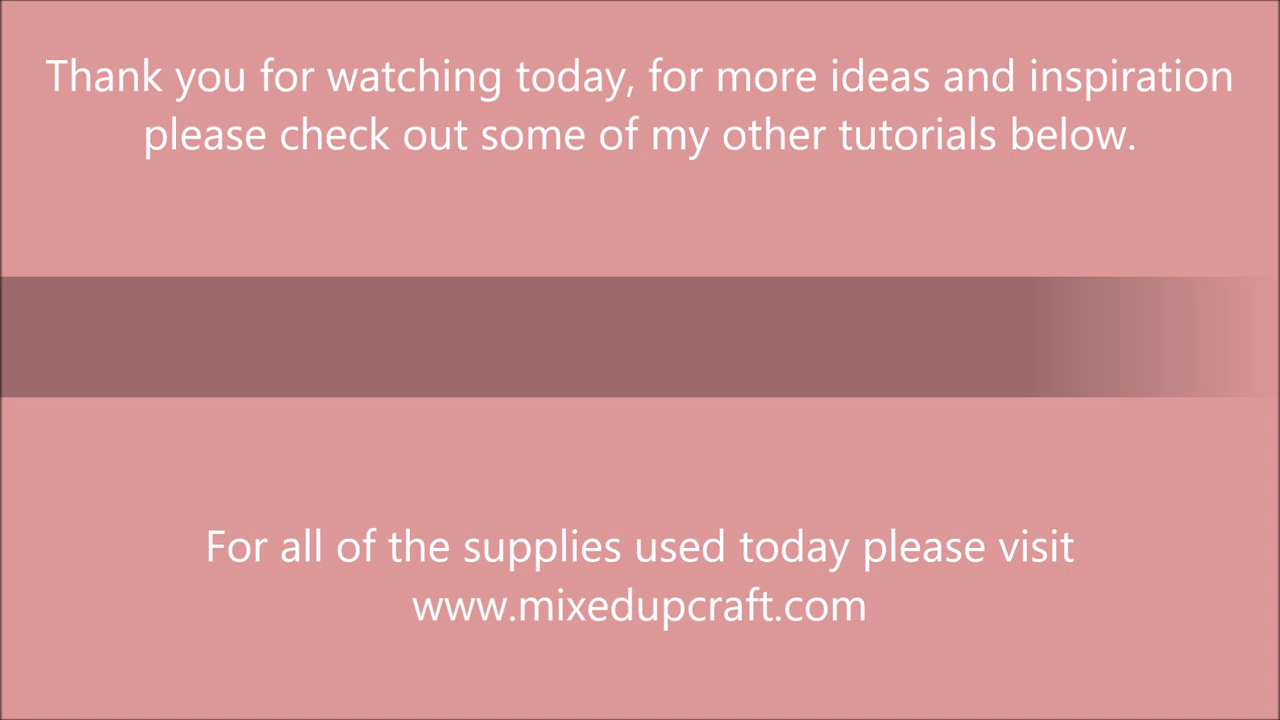 Thank you for watching today, for more ideas and inspiration
please check out some of my other tutorials below.
For all of the supplies used today please visit
www.mixedupcraft.com